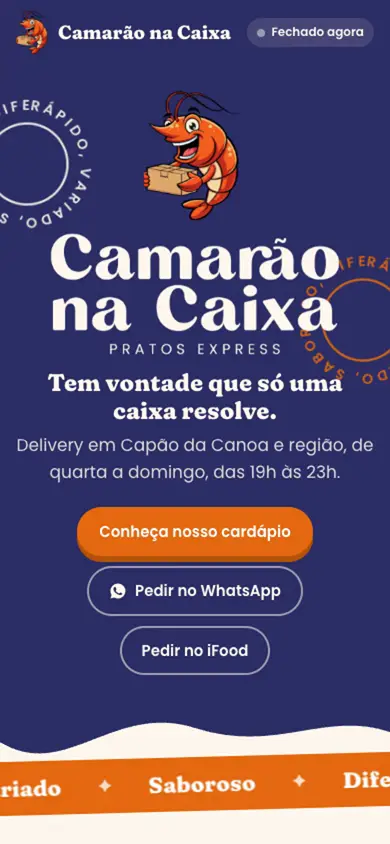 Camarão na Caixa
Fechado agora
RÁPIDO, VARIADO,
Camarão
na Caixa
PRATOS EXPRESS
Tem vontade que só uma
caixa resolve.
Delivery em Capão da Canoa e região, de
quarta a domingo, das 19h às 23h.
Conheça nosso cardápio
Pedir no WhatsApp
Pedir no iFood
Saboroso